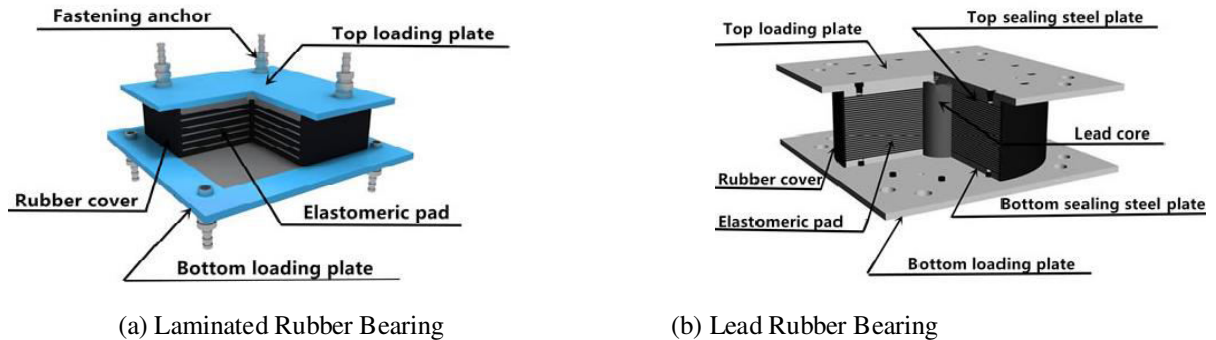 Fastening anchor
Top loading plate
Rubber cover
Elastomeric pad
Bottom loading plate
(a) Laminated Rubber Bearing
Top sealing steel plate
Top loading plate
Lead core
Rubber cover
Elastomeric pad
Bottom sealing steel plate
Bottom loading plate
(b) Lead Rubber Bearing